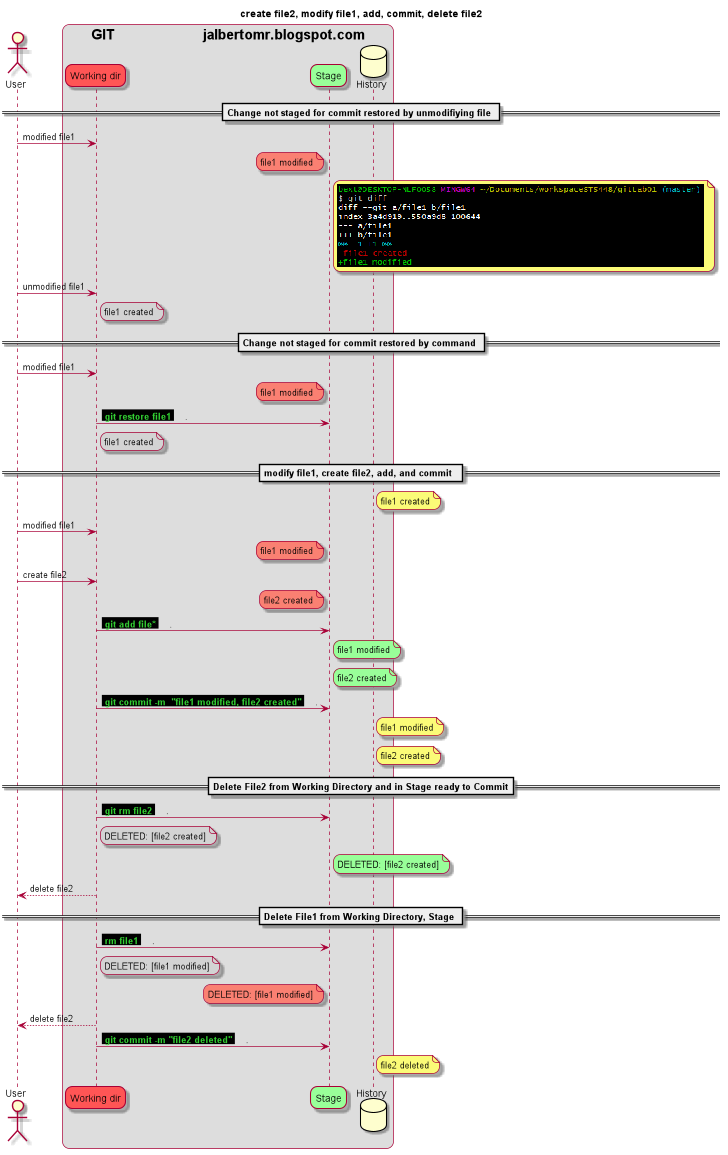 create file2, modify file1, add, commit, delete file2
GIT jalbertomr.blogspot.com
User
Working dir
Stage
History
Change not staged for commit restored by unmodifiying file
modified file1
file1 modified
MINGW64 ~/Documents/workspaceSTS448/gitLab01 (master)
$ git diff
diff --git a/file1 b/file1
index 3a4d919..550a9d8 100644
--- a/file1
+++ b/file1
-file1 created
+file1 modified
unmodified file1
file1 created
Change not staged for commit restored by command
modified file1
file1 modified
git restore file1 .
file1 created
modify file1, create file2, add, and commit
file1 created
modified file1
file1 modified
create file2
file2 created
git add file* .
file1 modified
file2 created
git commit -m "file1 modified, file2 created" .
file1 modified
file2 created
Delete File2 from Working Directory and in Stage ready to Commit
git rm file2 .
DELETED: [file2 created]
DELETED: [file2 created]
delete file2
Delete File1 from Working Directory, Stage
rm file1 .
DELETED: [file1 modified]
DELETED: [file1 modified]
delete file2
git commit -m "file2 deleted" .
file2 deleted
User
Working dir
Stage
History